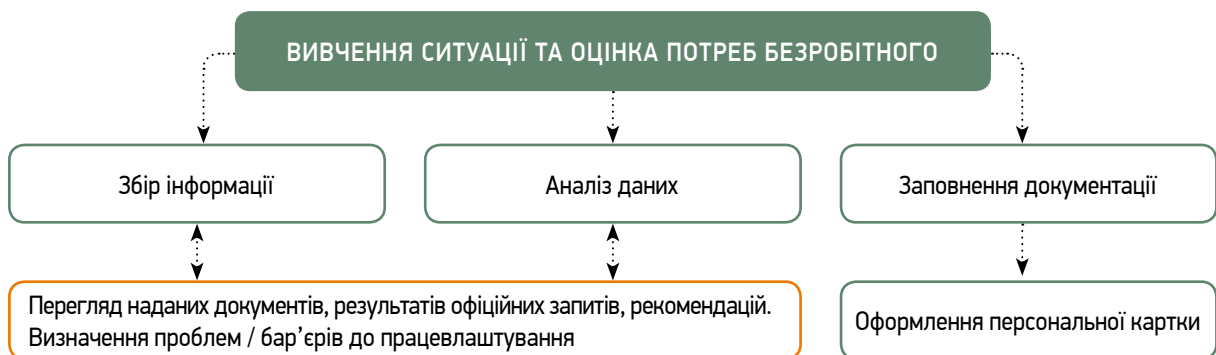 ВИВЧЕННЯ СИТУАЦІЇ ТА ОЦІНКА ПОТРЕБ БЕЗРОБІТНОГО
Збір інформації
Аналіз даних
Заповнення документації
Перегляд наданих документів, результатів офіційних запитів, рекомендацій.
Визначення проблем / бар’єрів до працевлаштування
Оформлення персональної картки